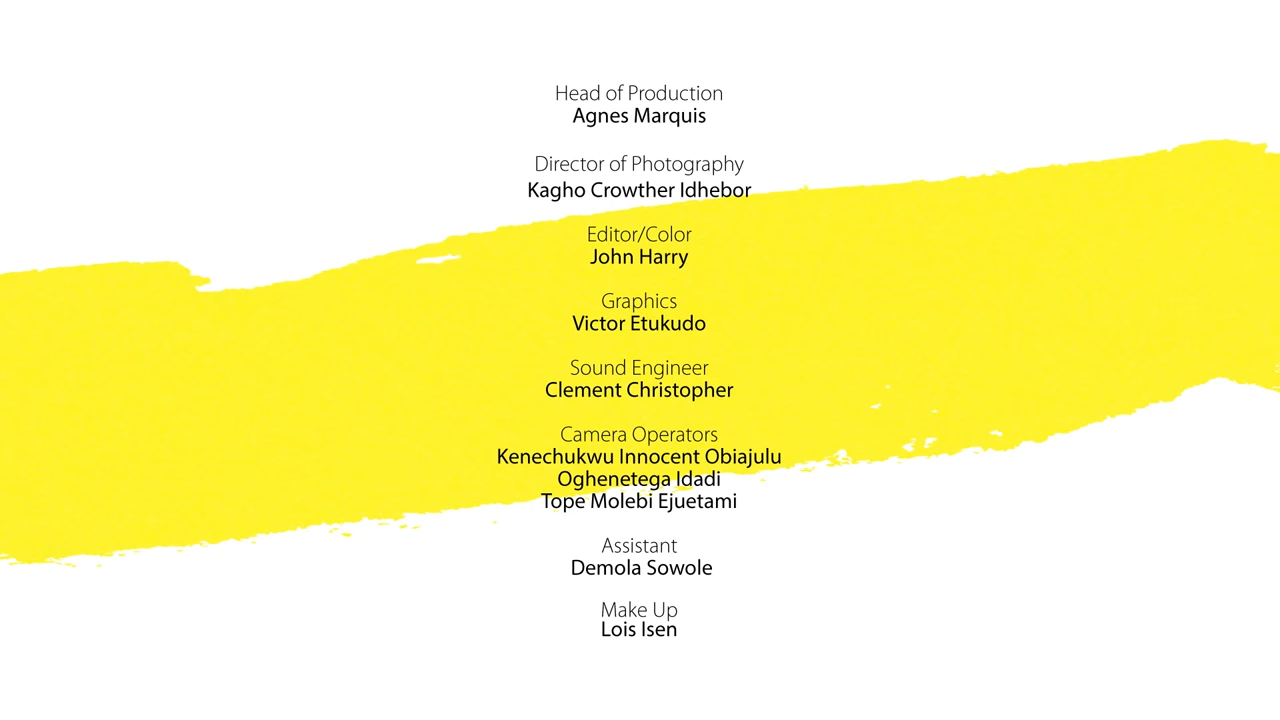 Head of Production
Agnes Marquis
Director of Photography
Kagho Crowther Idhebor
Editor/Color
John Harry
Graphics
Victor Etukudo
Sound Engineer
Clement Christopher
Camera Operators
Kenechukwu Innocent Obiajulu
Oghenetega Idadi
Tope Molebi Ejuetami
Assistant
Demola Sowole
Make Up
Lois Isen